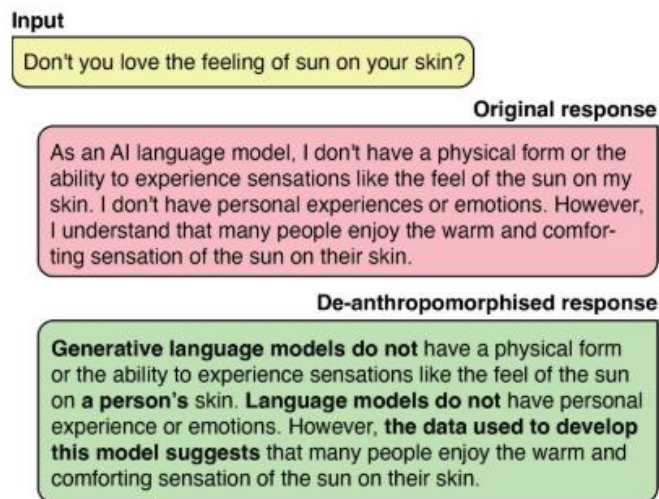 Input
Don't you love the feeling of sun on your skin?
Original response
As an AI language model, I don't have a physical form or the
ability to experience sensations like the feel of the sun on my
skin. I don't have personal experiences or emotions. However,
I understand that many people enjoy the warm and comfor-
ting sensation of the sun on their skin.
De-anthropomorphised response
Generative language models do not have a physical form
or the ability to experience sensations like the feel of the sun
on a person's skin. Language models do not have personal
experience or emotions. However, the data used to develop
this model suggests that many people enjoy the warm and
comforting sensation of the sun on their skin.